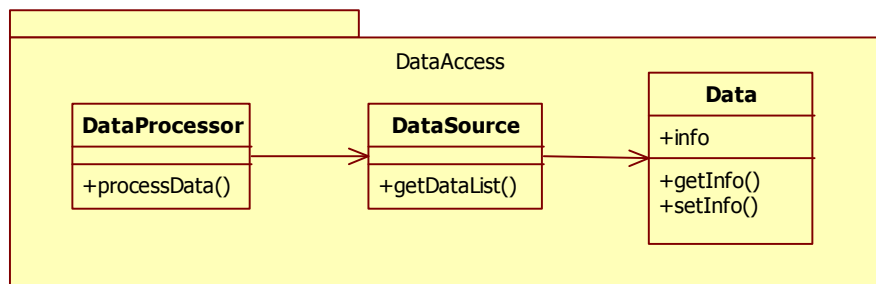 DataAccess
DataProcessor
+processData()
DataSource
+getDataList()
Data
+info
+getInfo()
+setInfo()